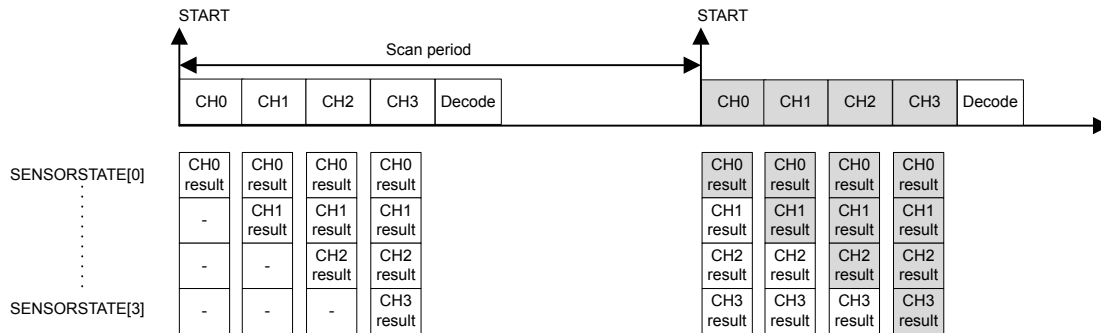 START START
Scan period
CH0 CH1 CH2 CH3 Decode CH0 CH1 CH2 CH3 Decode
SENSORSTATE[0] CH0 CH0 CH0 CH0 CH0 CH0 CH0 CH0
result result result result result result result result
- CH1 CH1 CH1 CH1 CH1 CH1 CH1
result result result result result result result
- - CH2 CH2 CH2 CH2 CH2 CH2
result result result result result result
SENSORSTATE[3] - - - CH3 CH3 CH3 CH3 CH3
result result result result result